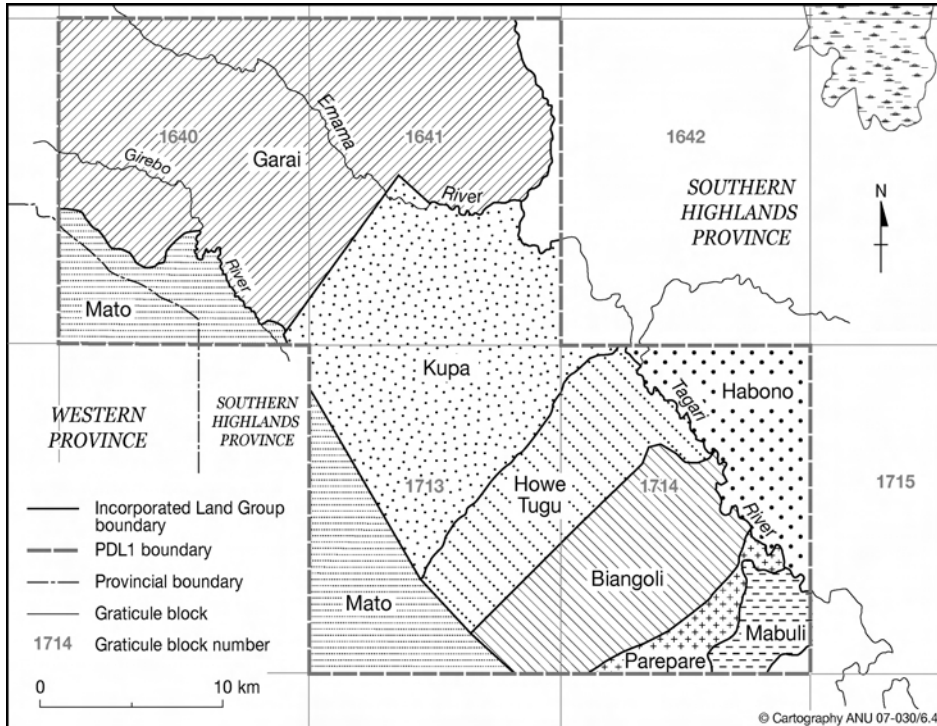 1640
1641
1642
Emama
Garai
Girebo
River
SOUTHERN
HIGHLANDS
PROVINCE
N
River
Mato
Kupa
Habono
Tagari
WESTERN
PROVINCE
SOUTHERN
HIGHLANDS
PROVINCE
1713
Howe
Tugu
1714
1715
River
Biangoli
Mato
Mabuli
Parepare
Incorporated Land Group
boundary
PDL1 boundary
Provincial boundary
Graticule block
1714 Graticule block number
0 10 km
© Cartography ANU 07-030/6.4